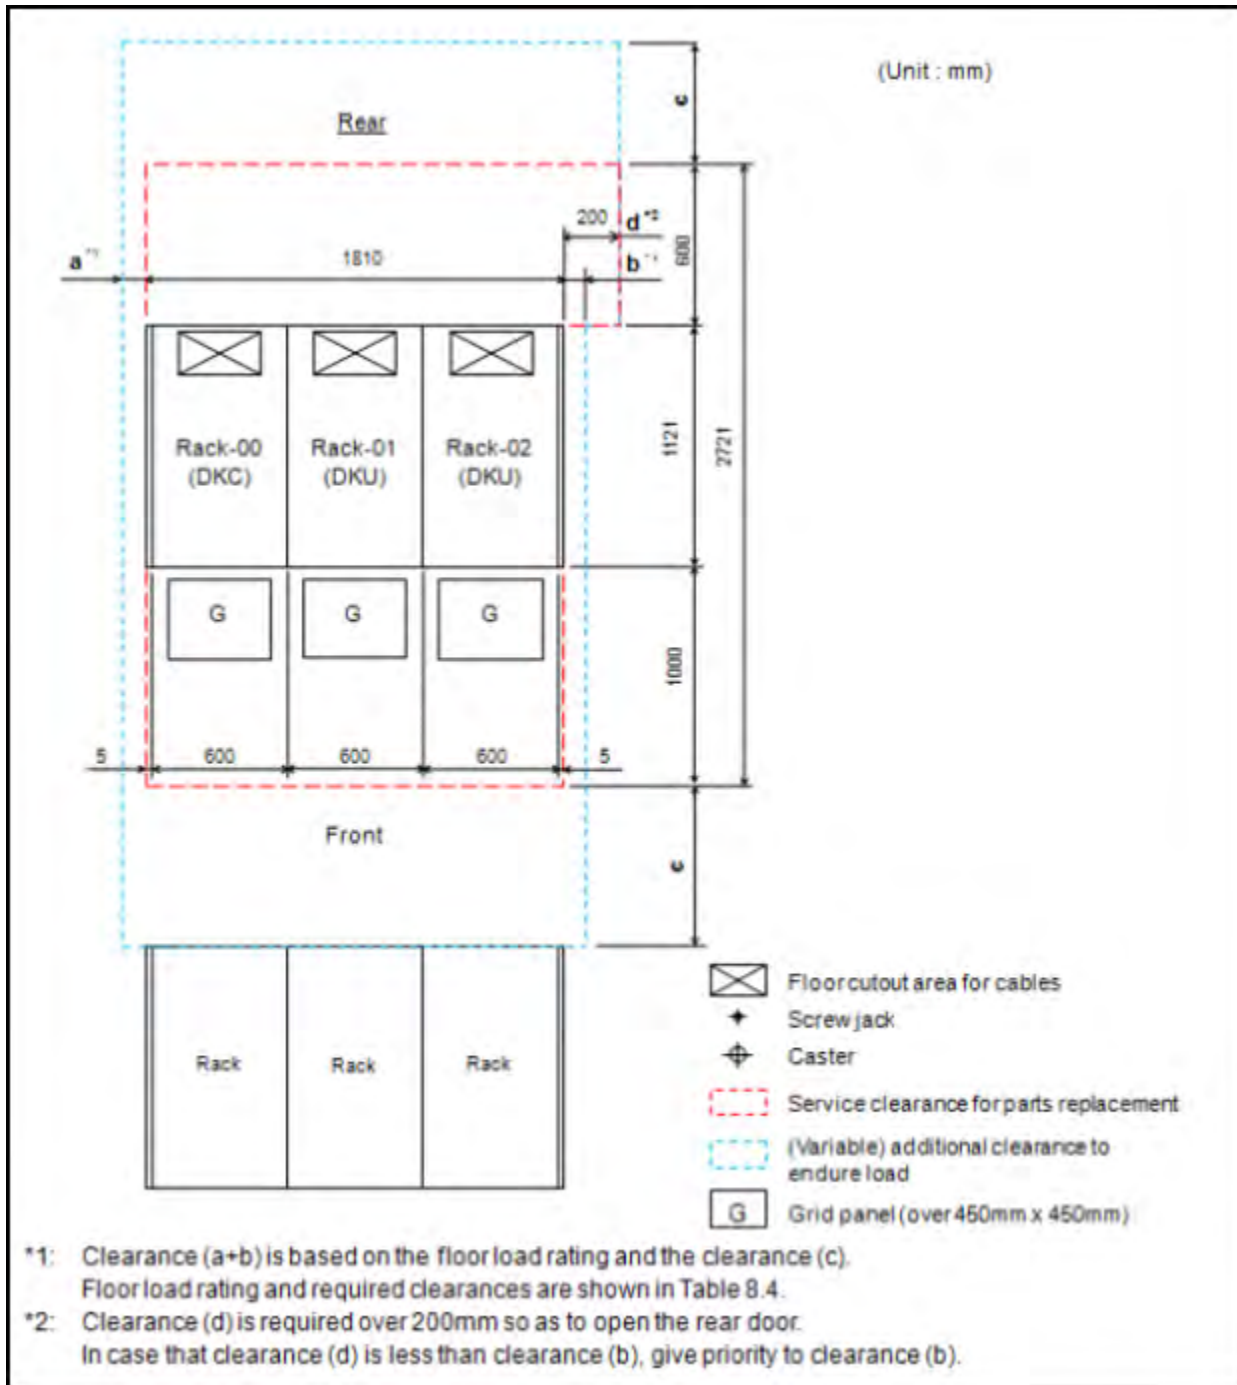 (Unit : mm)
c
Rear
200 d *2
600
a *1
1810
b *1
Rack-00
(DKC)
Rack-01
(DKU)
Rack-02
(DKU)
1121
2721
G
G
G
1000
5
600
600
600
5
Front
c
Rack
Rack
Rack
Floor cutout area for cables
Screw jack
Caster
Service clearance for parts replacement
(Variable) additional clearance to
endure load
G
Grid panel (over 450mm x 450mm)
*1: Clearance (a+b) is based on the floor load rating and the clearance (c).
Floor load rating and required clearances are shown in Table 8.4.
*2: Clearance (d) is required over 200mm so as to open the rear door.
In case that clearance (d) is less than clearance (b), give priority to clearance (b).